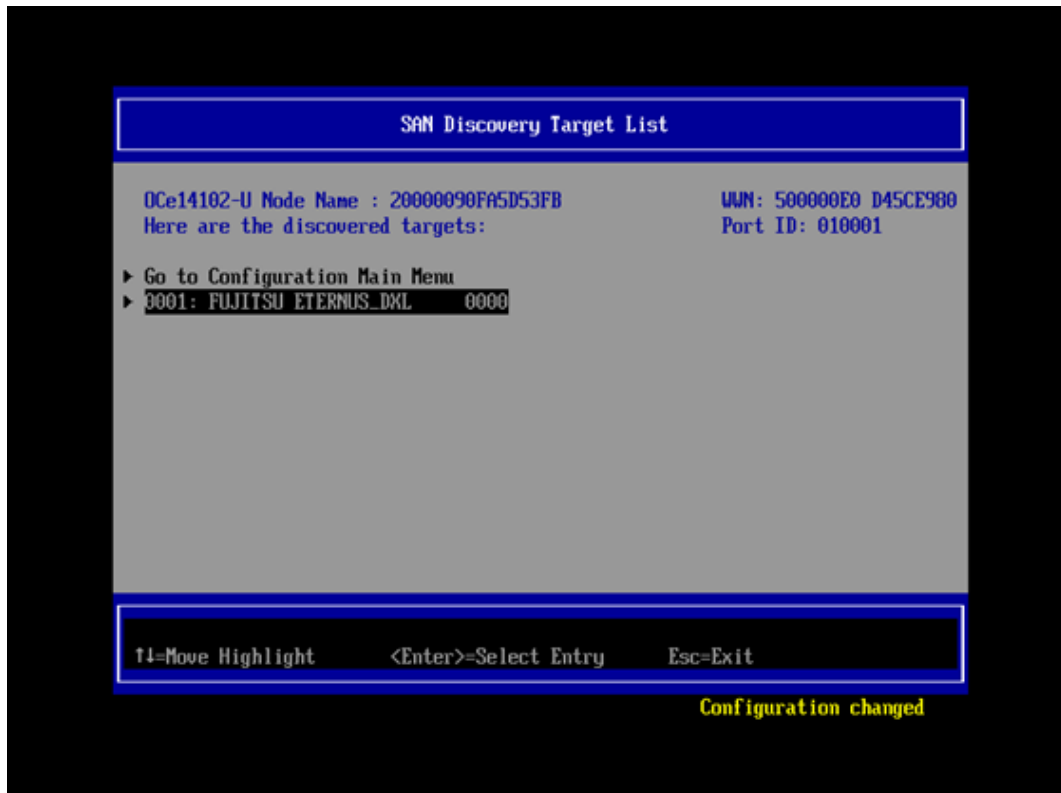 SAN Discovery Target List
OCe14102-U Node Name : 20000090FA5D53FB WWN: 500000E0 D45CE980
Here are the discovered targets: Port ID: 010001
▶ Go to Configuration Main Menu
▶ 0001: FUJITSU ETERNUS_DXL 0000
↑↓=Move Highlight <Enter>=Select Entry Esc=Exit
Configuration changed